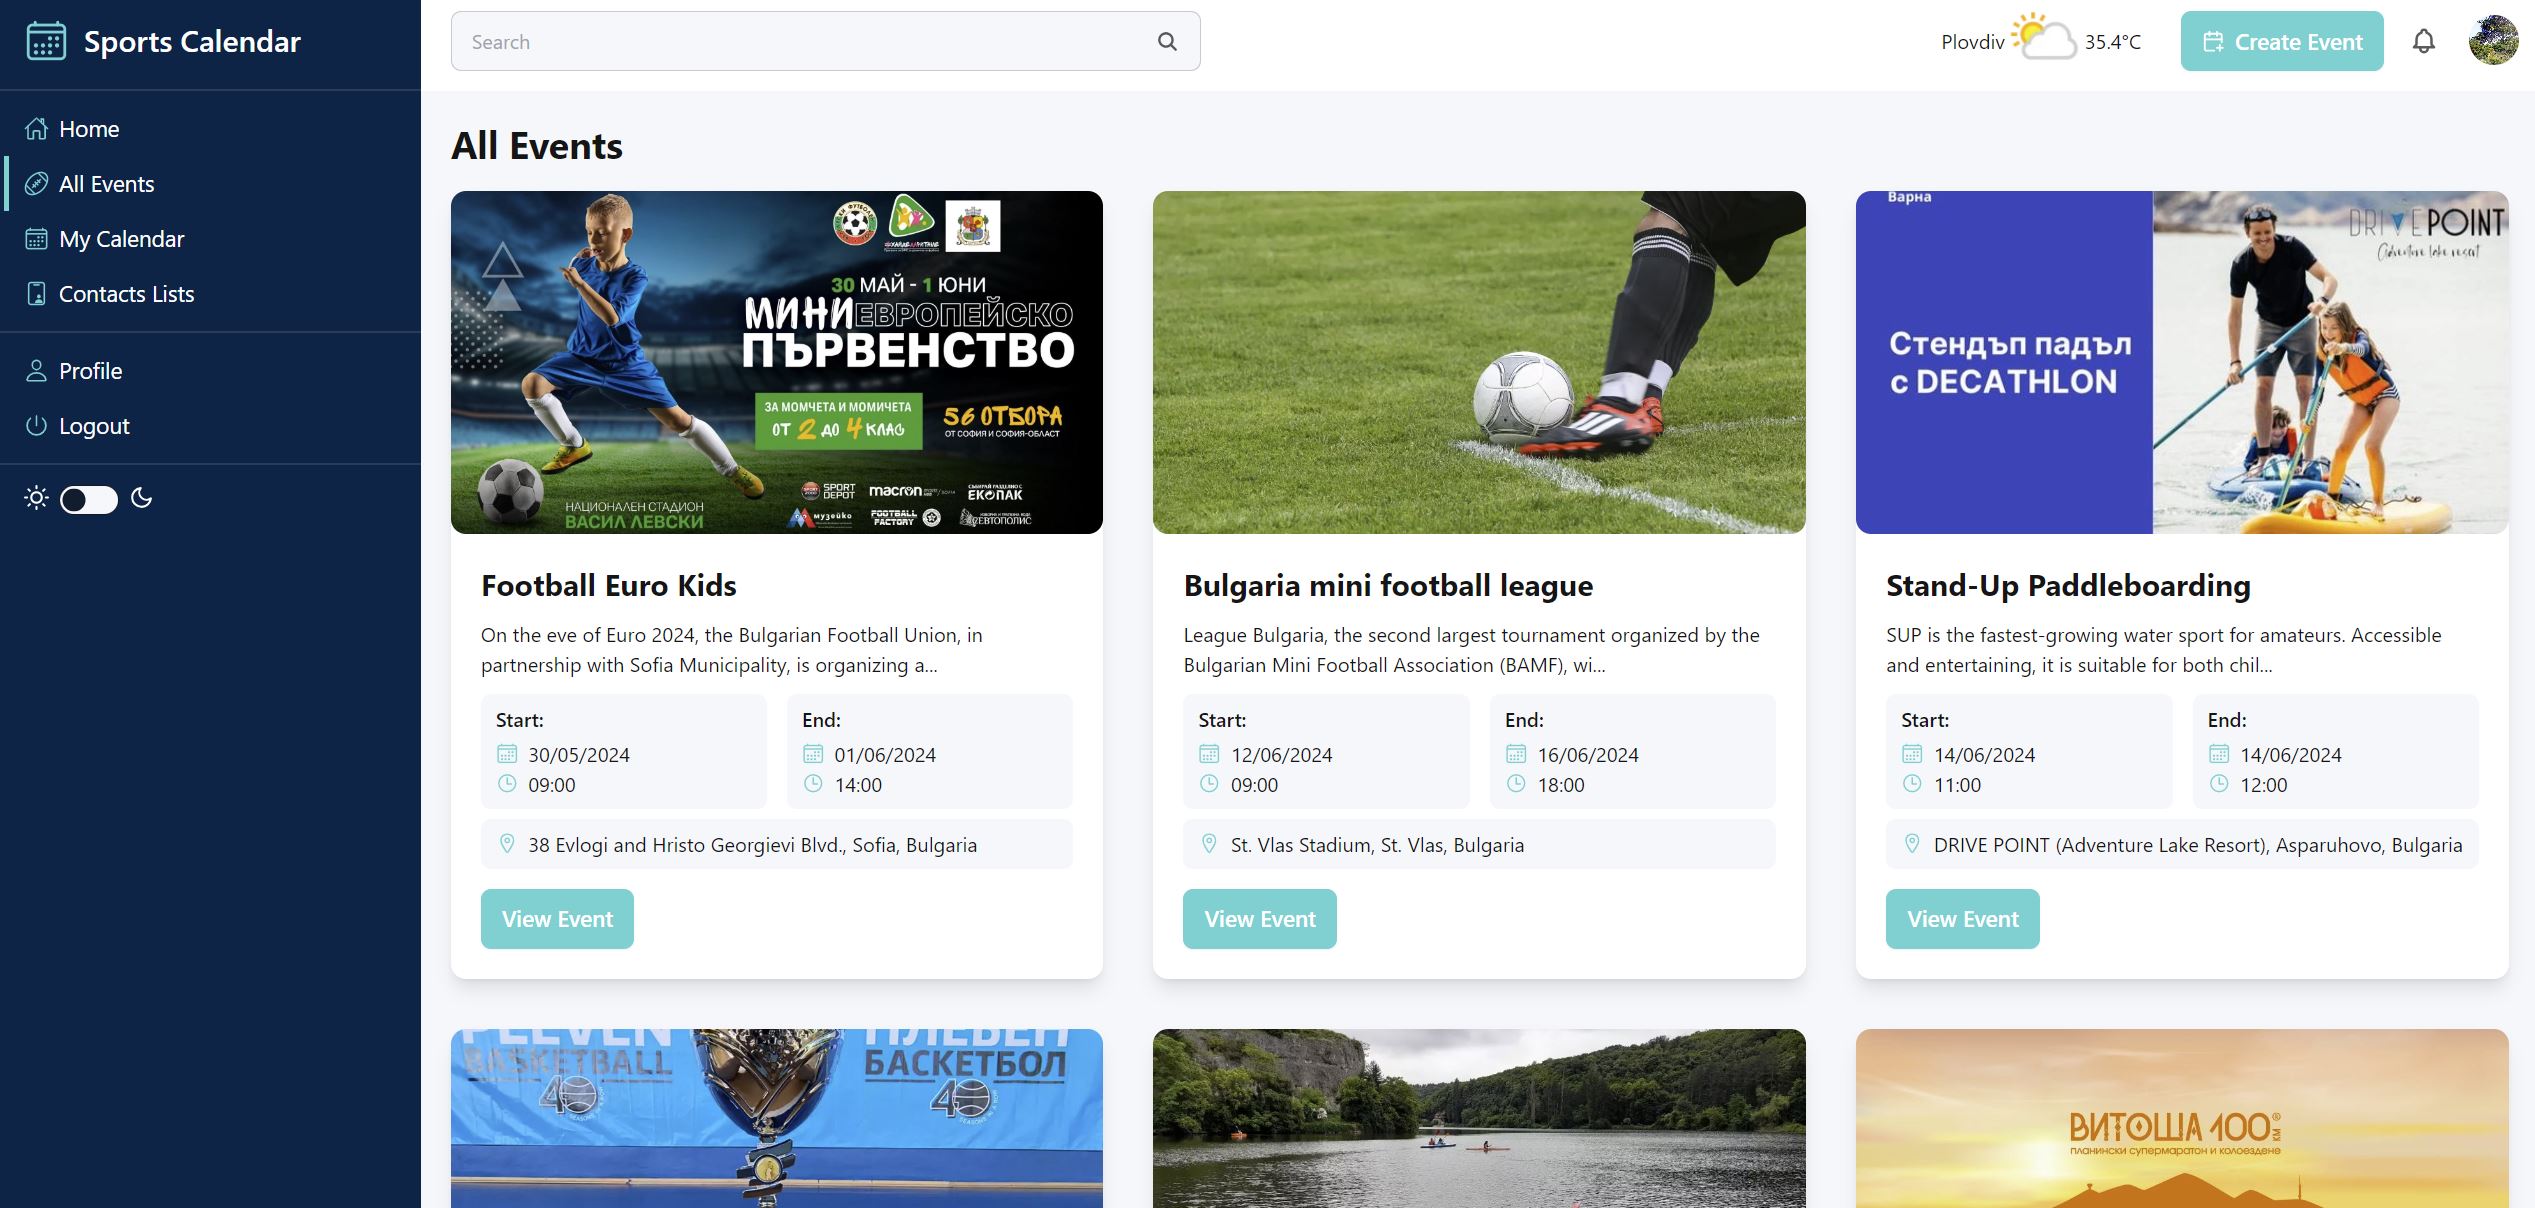 Sports Calendar
Search
Plovdiv 35.4°C
Create Event
Home
All Events
My Calendar
Contacts Lists
Profile
Logout
All Events
30 МАЙ - 1 ЮНИ
МИНИ ЕВРОПЕЙСКО
ПЪРВЕНСТВО
ЗА МОМЧЕТА И МОМИЧЕТА
ОТ 2 ДО 4 КЛАС
56 ОТБОРА
ОТ СОФИЯ И СОФИЯ-ОБЛАСТ
НАЦИОНАЛЕН СТАДИОН
ВАСИЛ ЛЕВСКИ
SPORT DEPOT
macron
СЪБИРАЙ РАЗДЕЛНО С
ЕКОПАК
музейко
FOOTBALL FACTORY
Football Euro Kids
On the eve of Euro 2024, the Bulgarian Football Union, in
partnership with Sofia Municipality, is organizing a...
Start:
30/05/2024
09:00
End:
01/06/2024
14:00
38 Evlogi and Hristo Georgievi Blvd., Sofia, Bulgaria
View Event
Bulgaria mini football league
League Bulgaria, the second largest tournament organized by the
Bulgarian Mini Football Association (BAMF), wi...
Start:
12/06/2024
09:00
End:
16/06/2024
18:00
St. Vlas Stadium, St. Vlas, Bulgaria
View Event
Варна
Стендъп падъл
с DECATHLON
DRIVEPOINT
Adventure lake resort
Stand-Up Paddleboarding
SUP is the fastest-growing water sport for amateurs. Accessible
and entertaining, it is suitable for both chil...
Start:
14/06/2024
11:00
End:
14/06/2024
12:00
DRIVE POINT (Adventure Lake Resort), Asparuhovo, Bulgaria
View Event
PLEVEN
BASKETBALL
40
SEASONS
ПЛЕВЕН
БАСКЕТБОЛ
40
SEASONS
ВИТОША 100 КМ
планински супермаратон и колоездене